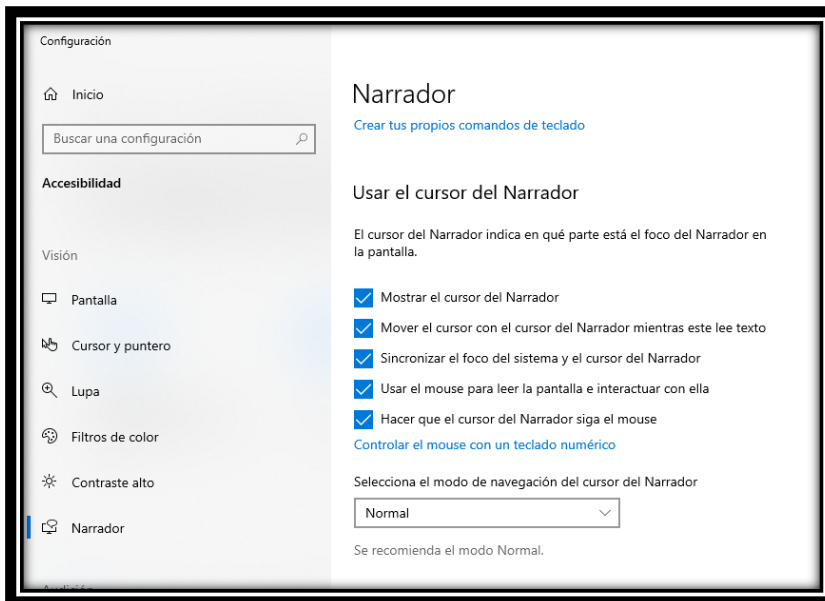 Configuración
Inicio
Buscar una configuración
Accesibilidad
Visión
Pantalla
Cursor y puntero
Lupa
Filtros de color
Contraste alto
Narrador
Narrador
Crear tus propios comandos de teclado
Usar el cursor del Narrador
El cursor del Narrador indica en qué parte está el foco del Narrador en
la pantalla.
Mostrar el cursor del Narrador
Mover el cursor con el cursor del Narrador mientras este lee texto
Sincronizar el foco del sistema y el cursor del Narrador
Usar el mouse para leer la pantalla e interactuar con ella
Hacer que el cursor del Narrador siga el mouse
Controlar el mouse con un teclado numérico
Selecciona el modo de navegación del cursor del Narrador
Normal
Se recomienda el modo Normal.